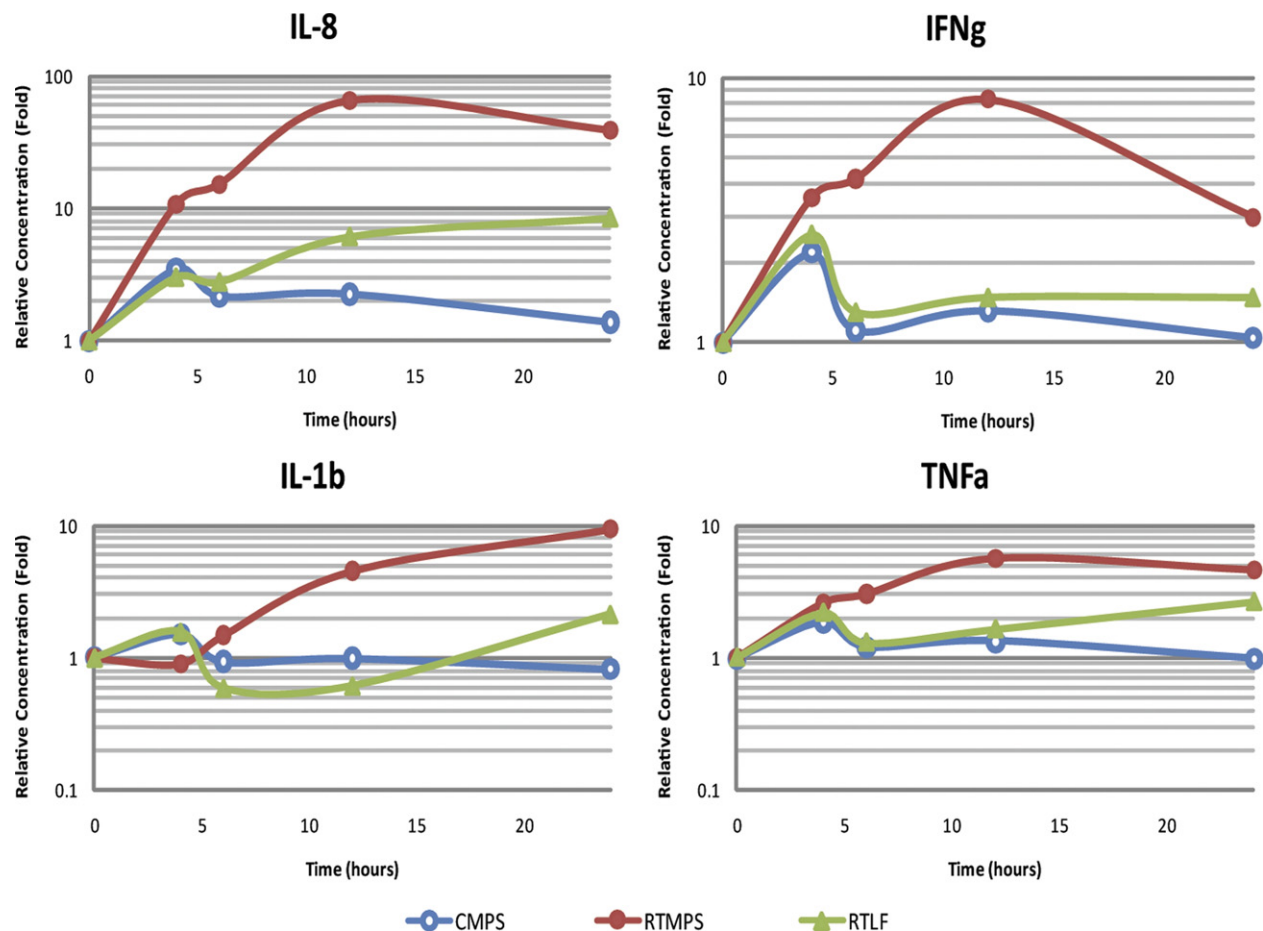 IL-8
Relative Concentration (Fold)
100
10
1
0 5 10 15 20
Time (hours)
IFNg
Relative Concentration (Fold)
10
1
0 5 10 15 20
Time (hours)
IL-1b
Relative Concentration (Fold)
10
1
0.1
0 5 10 15 20
Time (hours)
TNFa
Relative Concentration (Fold)
10
1
0.1
0 5 10 15 20
Time (hours)
CMPS RTMPS RTLF